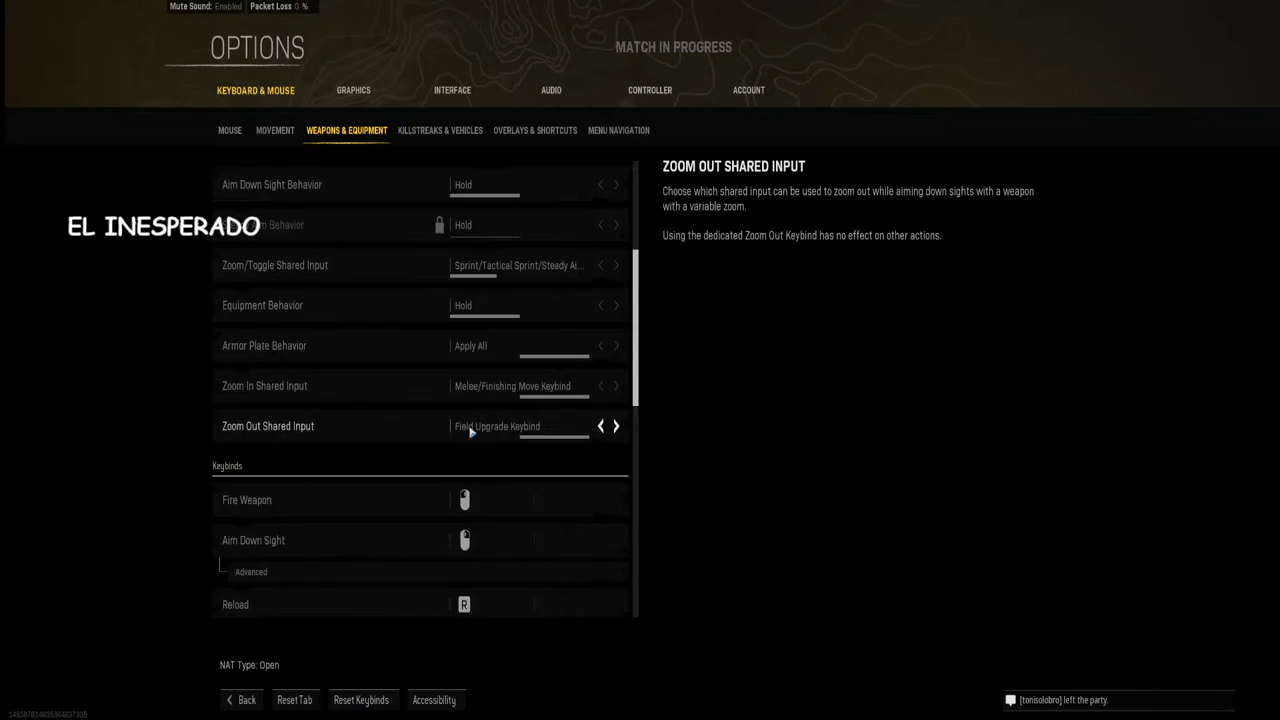 Mute Sound: Enabled Packet Loss 0 %
OPTIONS
MATCH IN PROGRESS
KEYBOARD & MOUSE GRAPHICS INTERFACE AUDIO CONTROLLER ACCOUNT
MOUSE MOVEMENT WEAPONS & EQUIPMENT KILLSTREAKS & VEHICLES OVERLAYS & SHORTCUTS MENU NAVIGATION
Aim Down Sight Behavior Hold
EL INESPERADO
Behavior Hold
Zoom/Toggle Shared Input Sprint/Tactical Sprint/Steady Ai...
Equipment Behavior Hold
Armor Plate Behavior Apply All
Zoom In Shared Input Melee/Finishing Move Keybind
Zoom Out Shared Input Field Upgrade Keybind
Keybinds
Fire Weapon
Aim Down Sight
Advanced
Reload R
ZOOM OUT SHARED INPUT
Choose which shared input can be used to zoom out while aiming down sights with a weapon
with a variable zoom.
Using the dedicated Zoom Out Keybind has no effect on other actions.
NAT Type: Open
Back Reset Tab Reset Keybinds Accessibility
[tonisolobro] left the party.